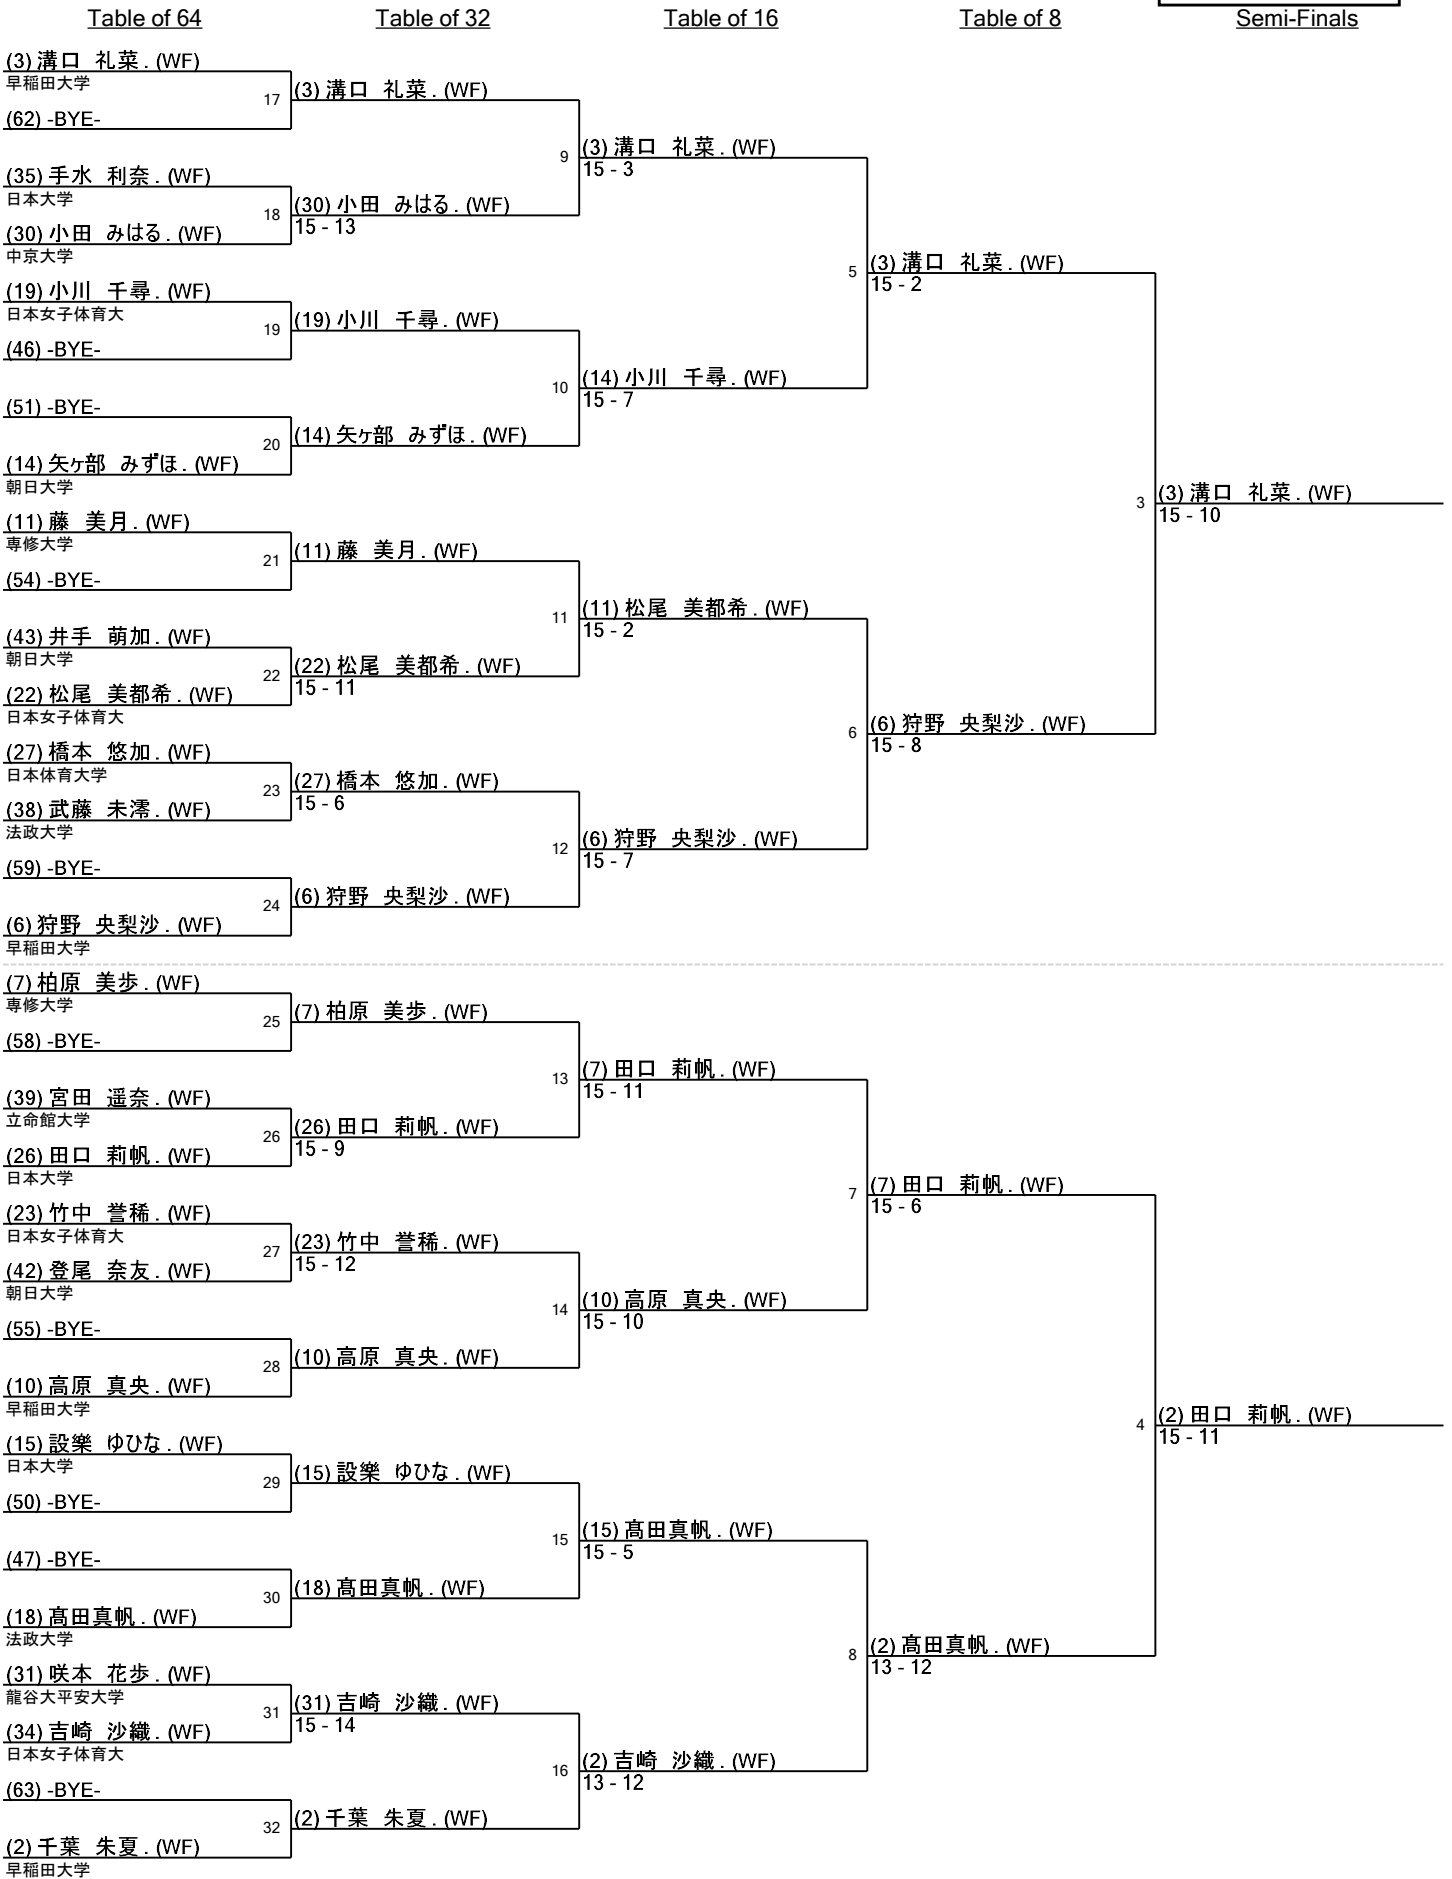 Table of 64
Table of 32
Table of 16
Table of 8
Semi-Finals
(3) 溝口 礼菜 . (WF)
早稲田大学
(62) -BYE-
(35) 手水 利奈 . (WF)
日本大学
(30) 小田 みはる . (WF)
中京大学
(19) 小川 千尋 . (WF)
日本女子体育大
(46) -BYE-
(51) -BYE-
(14) 矢ヶ部 みずほ . (WF)
朝日大学
(11) 藤 美月 . (WF)
専修大学
(54) -BYE-
(43) 井手 萌加 . (WF)
朝日大学
(22) 松尾 美都希 . (WF)
日本女子体育大
(27) 橋本 悠加 . (WF)
日本体育大学
(38) 武藤 未澪 . (WF)
法政大学
(59) -BYE-
(6) 狩野 央梨沙 . (WF)
早稲田大学
(7) 柏原 美歩 . (WF)
専修大学
(58) -BYE-
(39) 宮田 遥奈 . (WF)
立命館大学
(26) 田口 莉帆 . (WF)
日本大学
(23) 竹中 誉稀 . (WF)
日本女子体育大
(42) 登尾 奈友 . (WF)
朝日大学
(55) -BYE-
(10) 高原 真央 . (WF)
早稲田大学
(15) 設樂 ゆひな . (WF)
日本大学
(50) -BYE-
(47) -BYE-
(18) 髙田真帆 . (WF)
法政大学
(31) 咲本 花歩 . (WF)
龍谷大平安大学
(34) 吉崎 沙織 . (WF)
日本女子体育大
(63) -BYE-
(2) 千葉 朱夏 . (WF)
早稲田大学
17
(3) 溝口 礼菜 . (WF)
18
(30) 小田 みはる . (WF)
15 - 13
19
(19) 小川 千尋 . (WF)
20
(14) 矢ヶ部 みずほ . (WF)
21
(11) 藤 美月 . (WF)
22
(22) 松尾 美都希 . (WF)
15 - 11
23
(27) 橋本 悠加 . (WF)
15 - 6
24
(6) 狩野 央梨沙 . (WF)
25
(7) 柏原 美歩 . (WF)
26
(26) 田口 莉帆 . (WF)
15 - 9
27
(23) 竹中 誉稀 . (WF)
15 - 12
28
(10) 高原 真央 . (WF)
29
(15) 設樂 ゆひな . (WF)
30
(18) 髙田真帆 . (WF)
31
(31) 吉崎 沙織 . (WF)
15 - 14
32
(2) 千葉 朱夏 . (WF)
9
(3) 溝口 礼菜 . (WF)
15 - 3
10
(14) 小川 千尋 . (WF)
15 - 7
11
(11) 松尾 美都希 . (WF)
15 - 2
12
(6) 狩野 央梨沙 . (WF)
15 - 7
13
(7) 田口 莉帆 . (WF)
15 - 11
14
(10) 高原 真央 . (WF)
15 - 10
15
(15) 髙田真帆 . (WF)
15 - 5
16
(2) 吉崎 沙織 . (WF)
13 - 12
5
(3) 溝口 礼菜 . (WF)
15 - 2
6
(6) 狩野 央梨沙 . (WF)
15 - 8
7
(7) 田口 莉帆 . (WF)
15 - 6
8
(2) 髙田真帆 . (WF)
13 - 12
3
(3) 溝口 礼菜 . (WF)
15 - 10
4
(2) 田口 莉帆 . (WF)
15 - 11